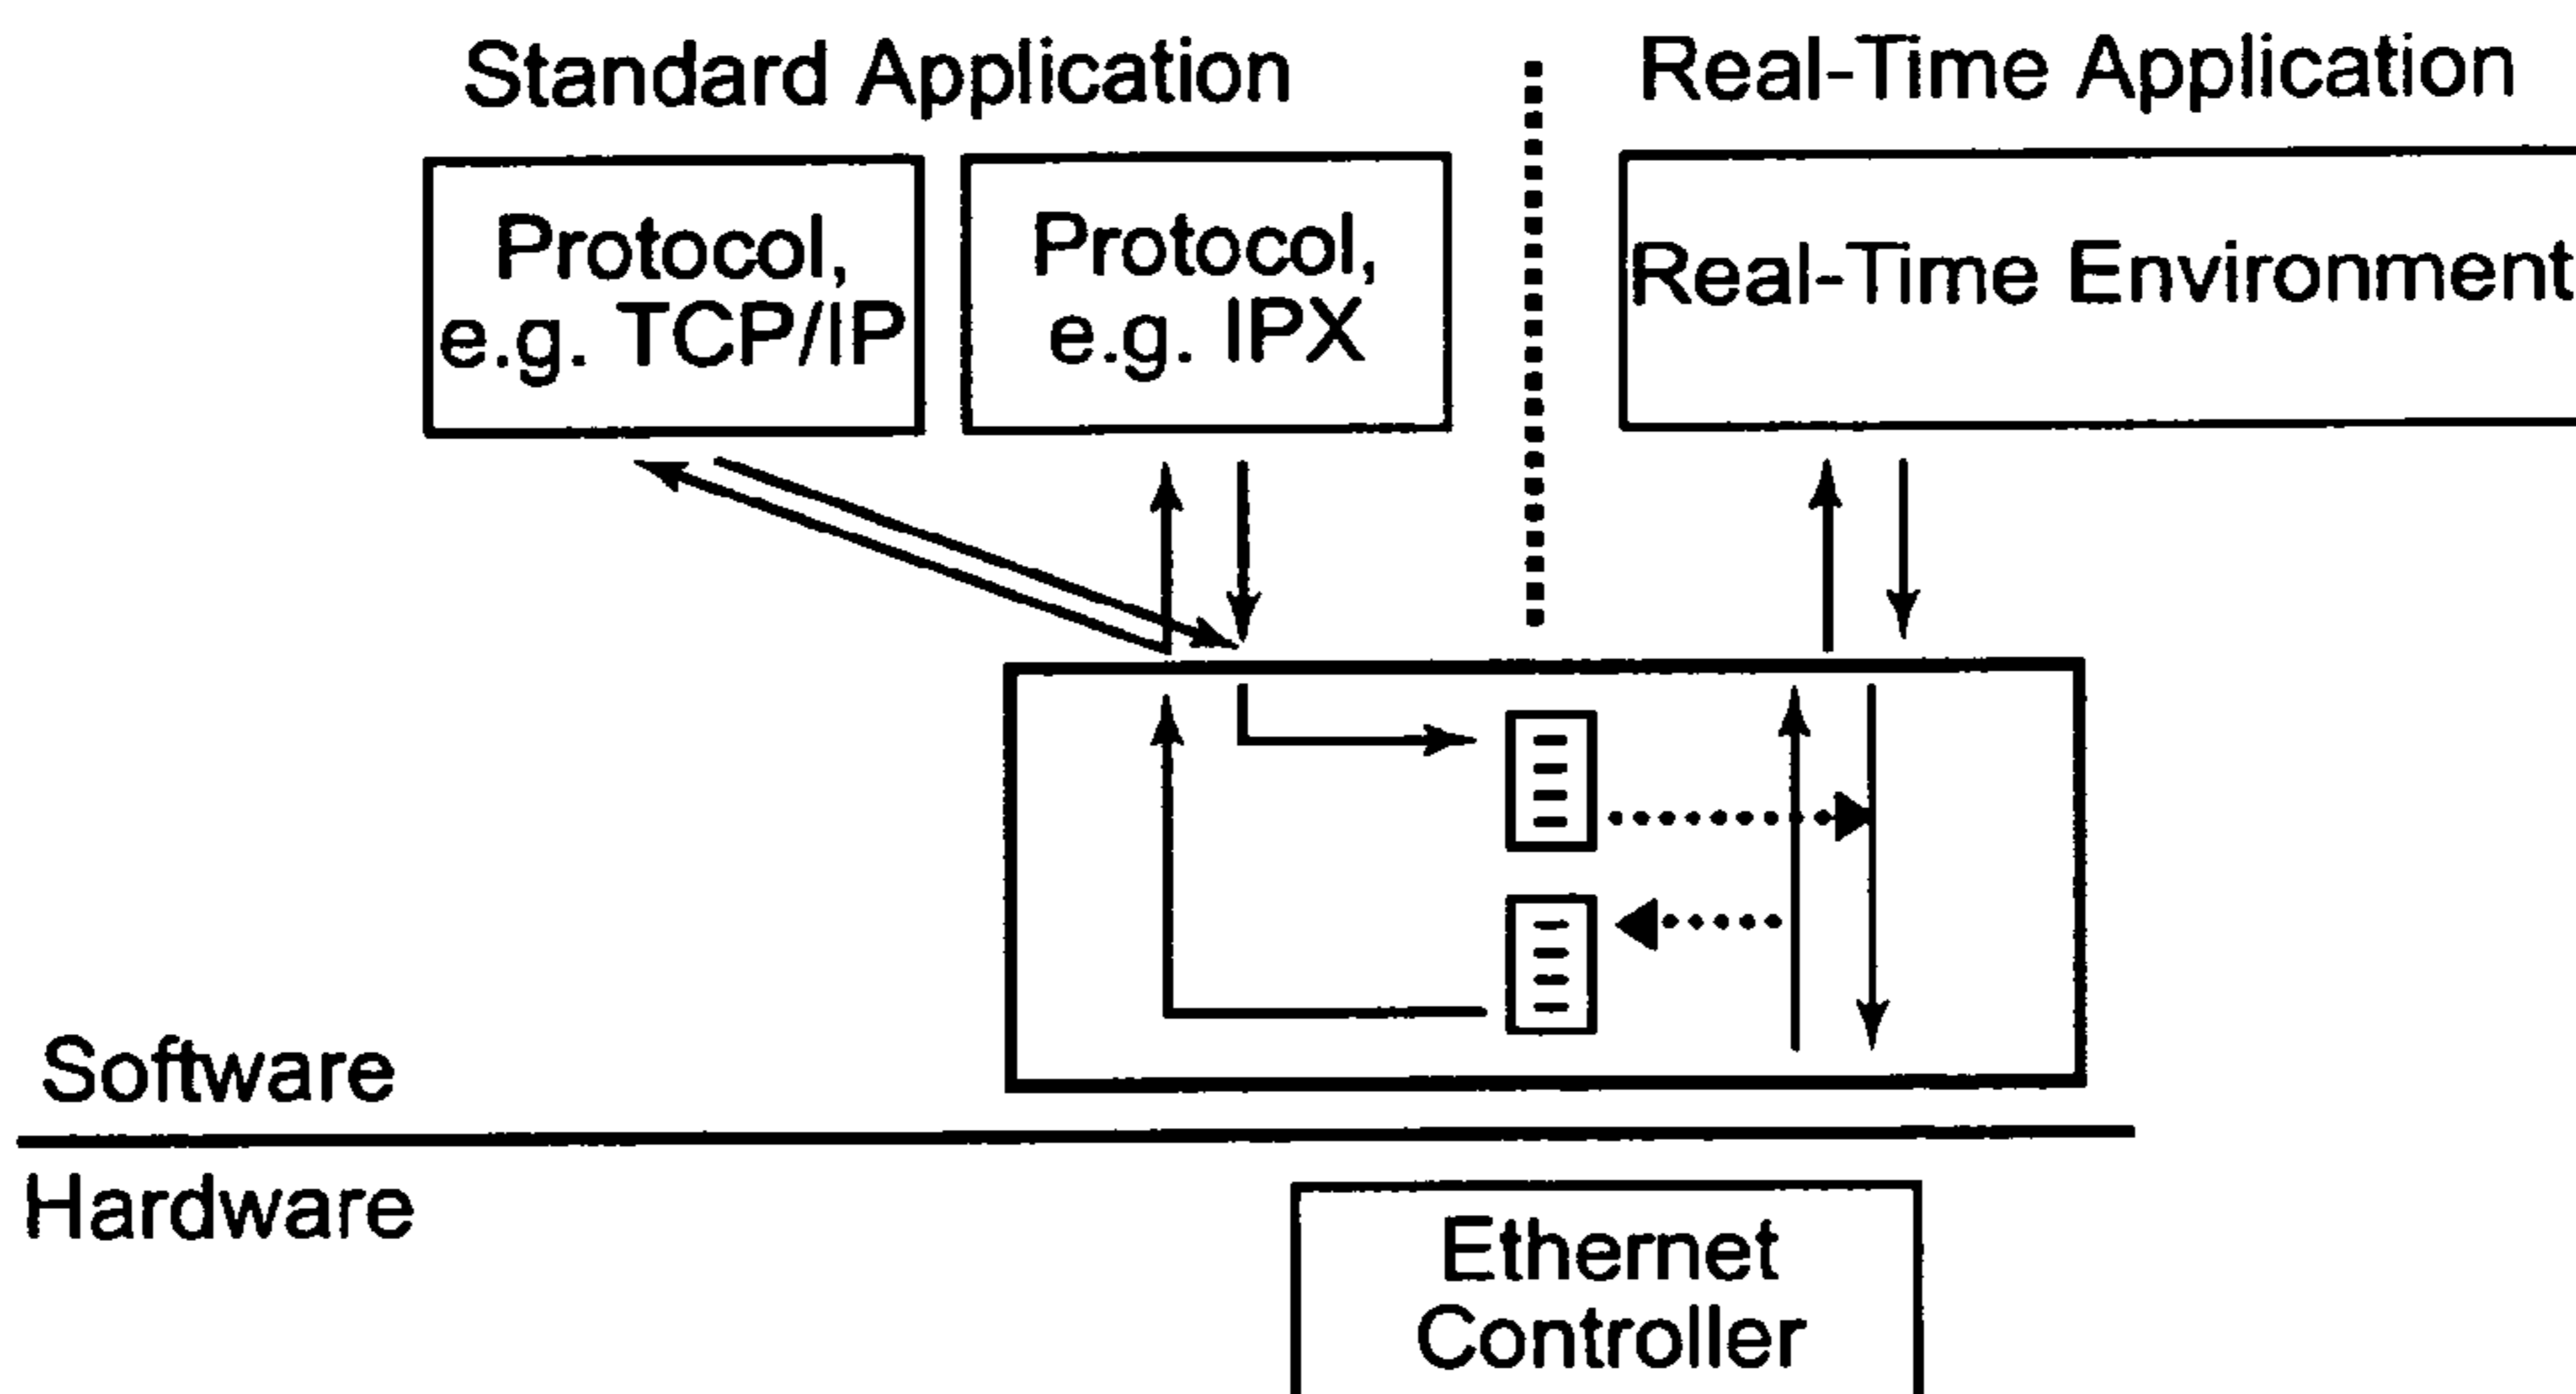 Standard Application
Real-Time Application
Protocol,
e.g. TCP/IP
Protocol,
e.g. IPX
Real-Time Environment
Software
Hardware
Ethernet
Controller